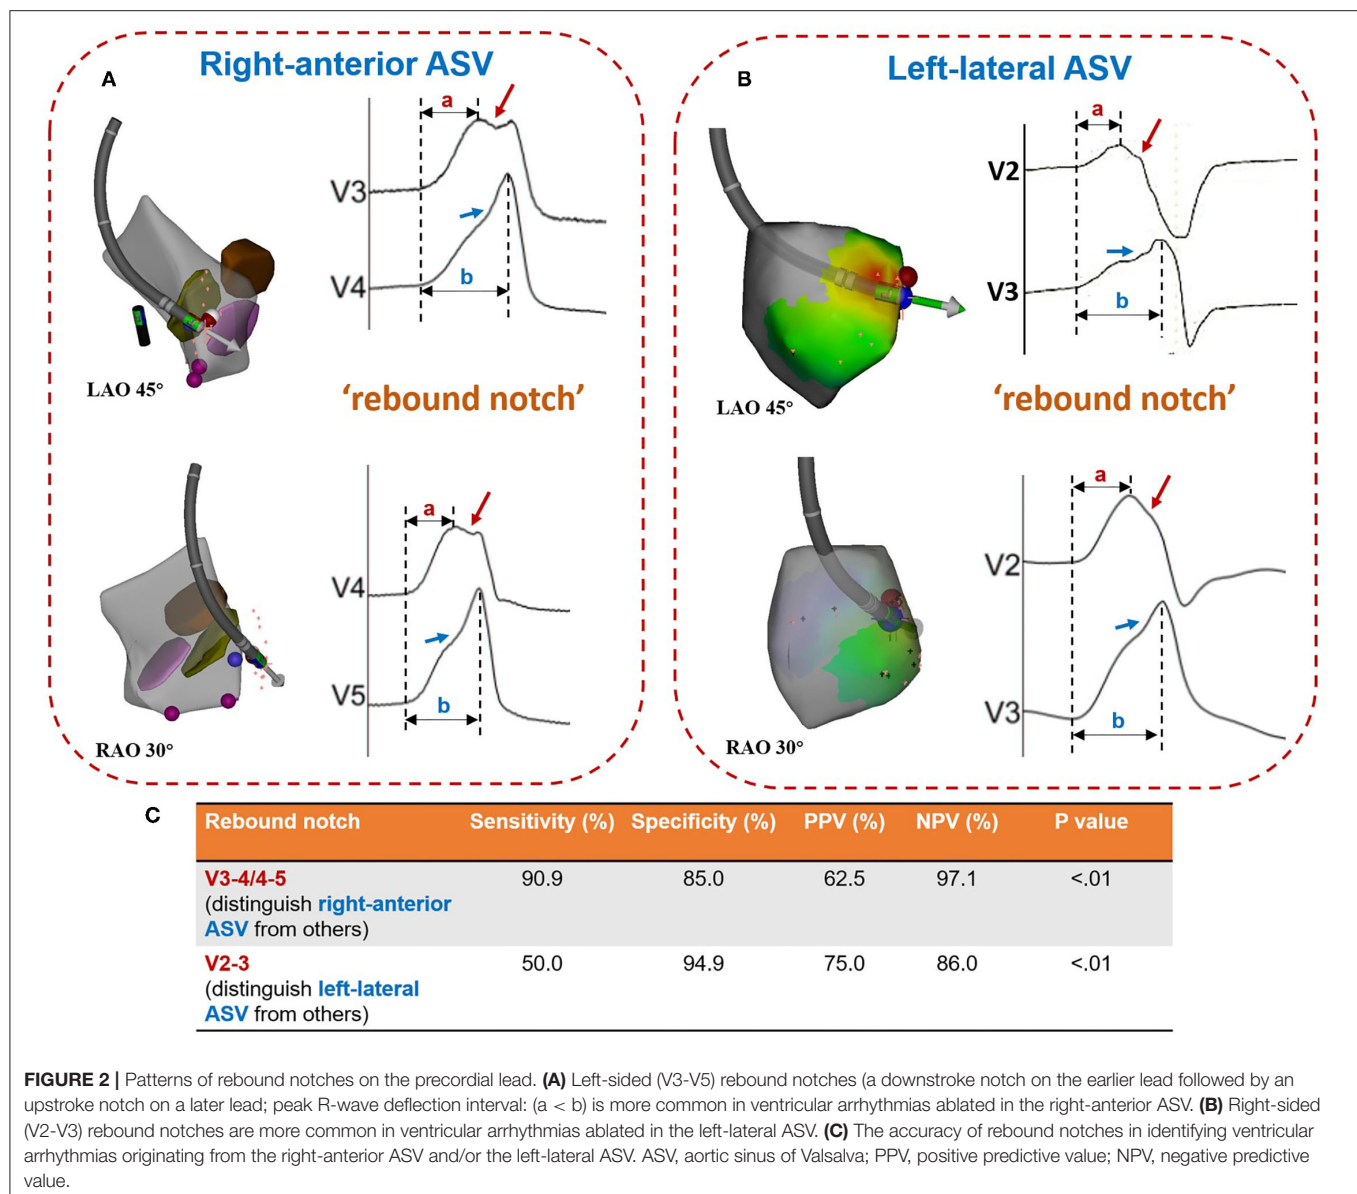 Right-anterior ASV
A
a
V3
V4
b
LAO 45°
'rebound notch'
a
V4
V5
b
RAO 30°
Left-lateral ASV
B
a
V2
V3
b
LAO 45°
'rebound notch'
a
V2
V3
b
RAO 30°
C
Rebound notch Sensitivity (%) Specificity (%) PPV (%) NPV (%) P value
V3-4/4-5 90.9 85.0 62.5 97.1 <.01
(distinguish right-anterior
ASV from others)
V2-3 50.0 94.9 75.0 86.0 <.01
(distinguish left-lateral
ASV from others)
FIGURE 2 | Patterns of rebound notches on the precordial lead. (A) Left-sided (V3-V5) rebound notches (a downstroke notch on the earlier lead followed by an
upstroke notch on a later lead; peak R-wave deflection interval: (a < b) is more common in ventricular arrhythmias ablated in the right-anterior ASV. (B) Right-sided
(V2-V3) rebound notches are more common in ventricular arrhythmias ablated in the left-lateral ASV. (C) The accuracy of rebound notches in identifying ventricular
arrhythmias originating from the right-anterior ASV and/or the left-lateral ASV. ASV, aortic sinus of Valsalva; PPV, positive predictive value; NPV, negative predictive
value.